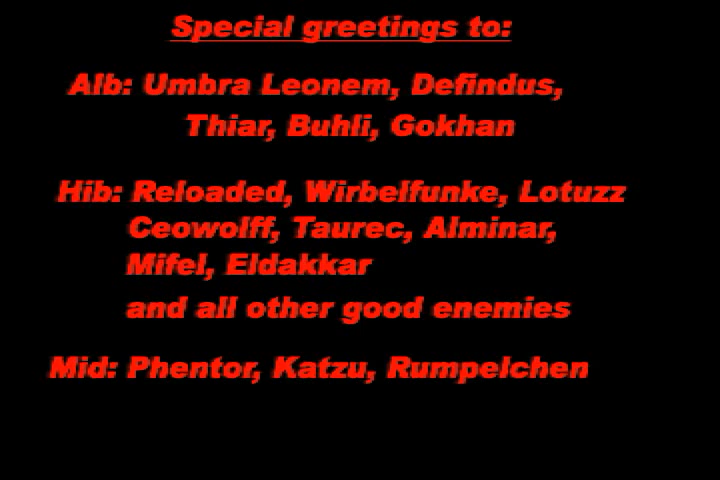 Special greetings to:
Alb: Umbra Leonem, Defindus,
Thiar, Buhli, Gokhan
Hib: Reloaded, Wirbelfunke, Lotuzz
Ceowolff, Taurec, Alminar,
Mifel, Eldakkar
and all other good enemies
Mid: Phentor, Katzu, Rumpelchen